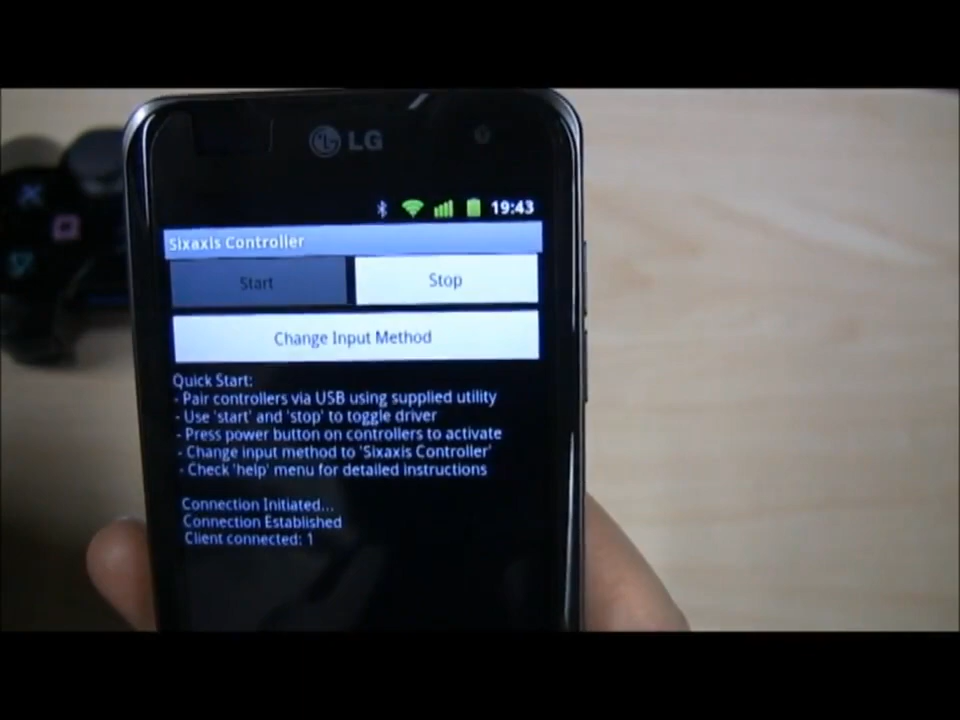 LG
19:43
Sixaxis Controller
Start
Stop
Change Input Method
Quick Start:
- Pair controllers via USB using supplied utility
- Use 'start' and 'stop' to toggle driver
- Press power button on controllers to activate
- Change input method to 'Sixaxis Controller'
- Check 'help' menu for detailed instructions
Connection Initiated...
Connection Established
Client connected: 1